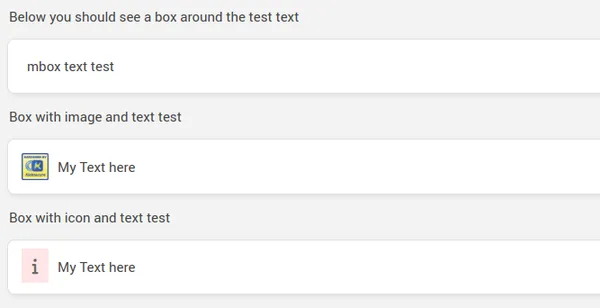 Below you should see a box around the test text
mbox text test
Box with image and text test
My Text here
Box with icon and text test
i My Text here